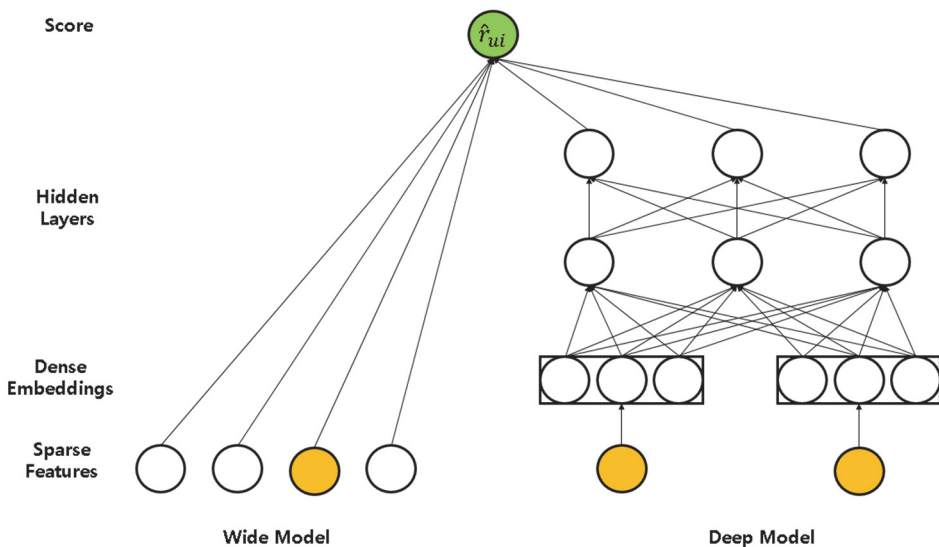 Score
r̂ui
Hidden
Layers
Dense
Embeddings
Sparse
Features
Wide Model
Deep Model